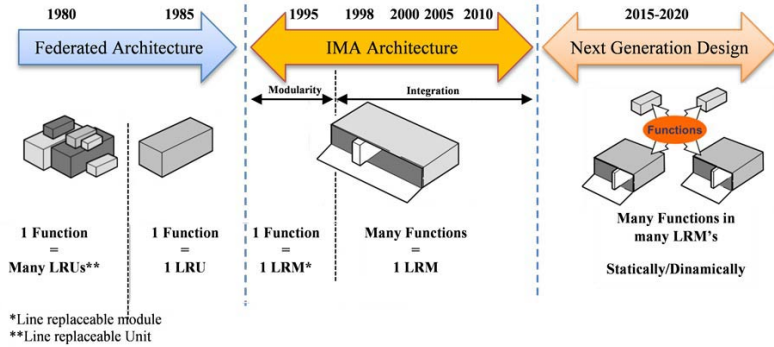 1980 1985 1995 1998 2000 2005 2010 2015-2020
Federated Architecture IMA Architecture Next Generation Design
Modularity Integration
Functions
1 Function
=
Many LRUs**
1 Function
=
1 LRU
1 Function
=
1 LRM*
Many Functions
=
1 LRM
Many Functions in
many LRM's
Statically/Dinamically
*Line replaceable module
**Line replaceable Unit